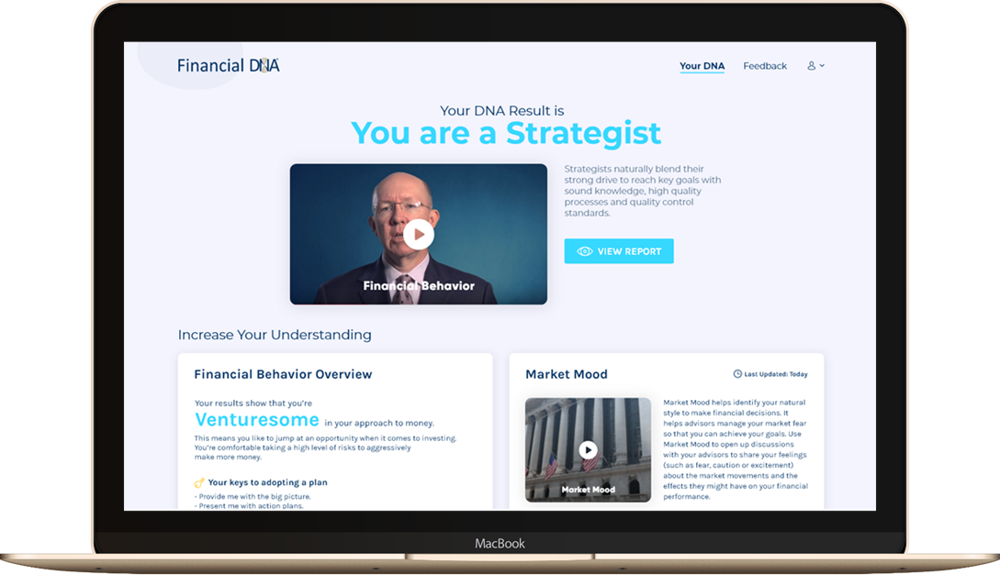 Financial DNA
Your DNA
Feedback
Your DNA Result is
You are a Strategist
Financial Behavior
Strategists naturally blend their
strong drive to reach key goals with
sound knowledge, high quality
processes and quality control
standards.
VIEW REPORT
Increase Your Understanding
Financial Behavior Overview
Your results show that you're
Venturesome in your approach to money.
This means you like to jump at an opportunity when it comes to investing.
You're comfortable taking a high level of risks to aggressively
make more money.
Your keys to adopting a plan
- Provide me with the big picture.
- Present me with action plans.
Market Mood
Last Updated: Today
Market Mood
Market Mood helps identify your natural
style to make financial decisions. It
helps advisors manage your market fear
so that you can achieve your goals. Use
Market Mood to open up discussions
with your advisors to share your feelings
(such as fear, caution or excitement)
about the market movements and the
effects they might have on your financial
performance.
MacBook